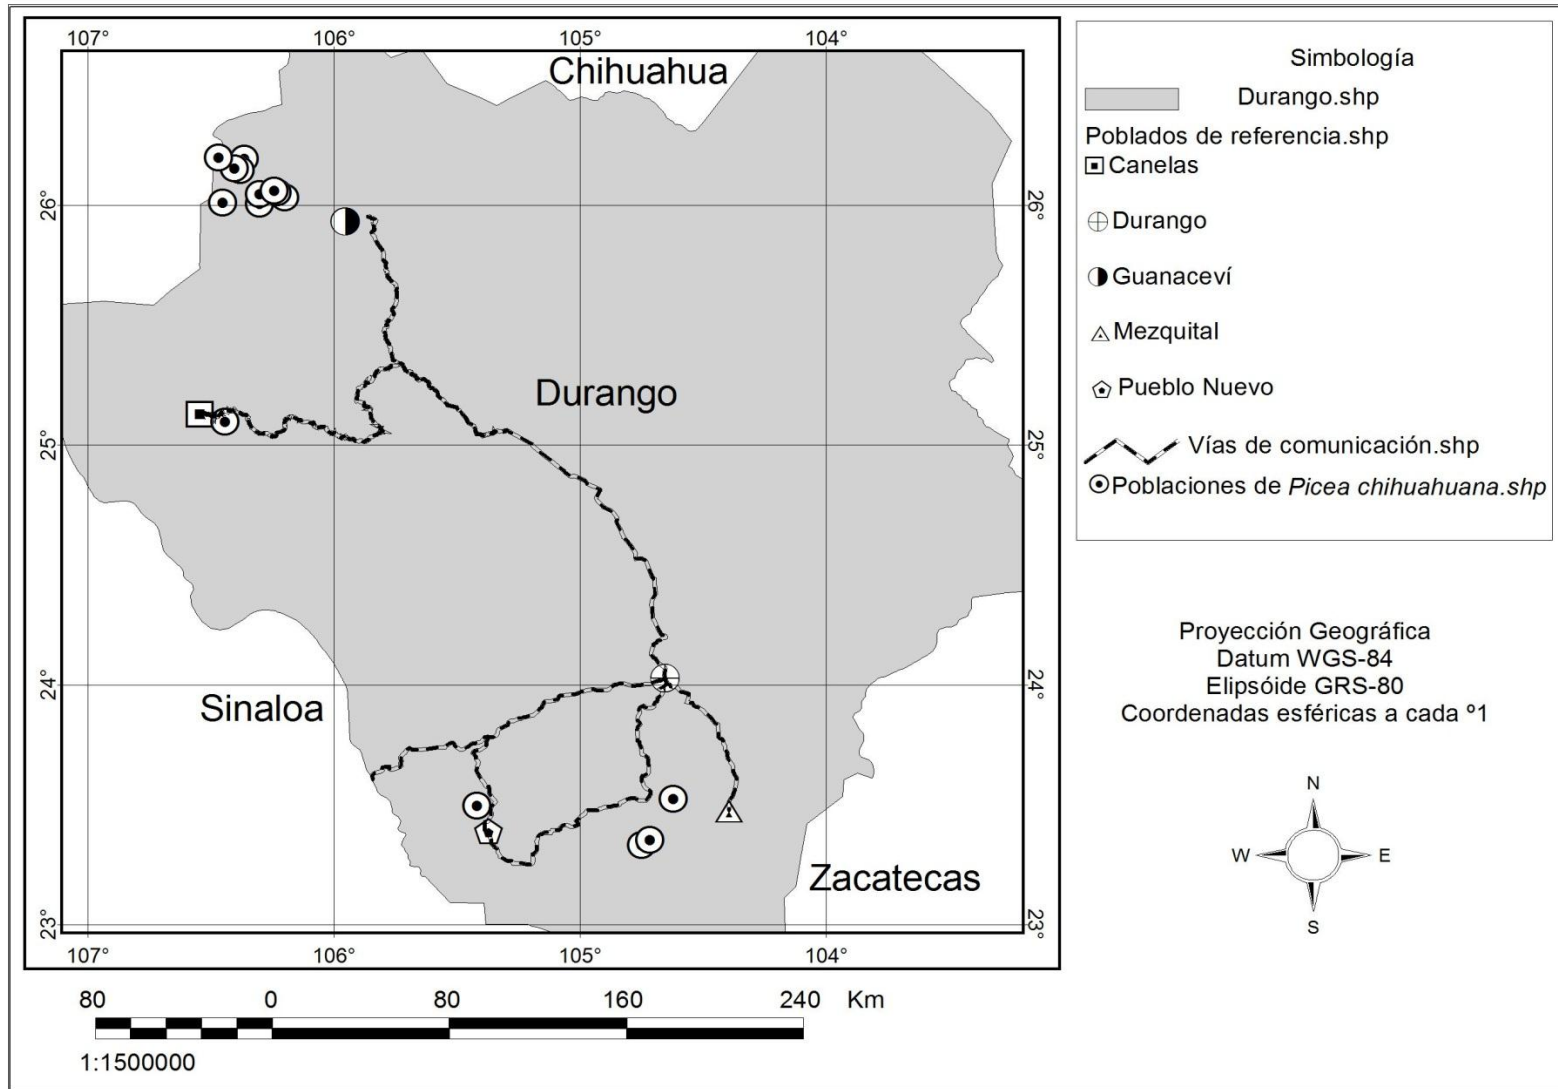 107°
106°
105°
104°
Chihuahua
26°
26°
Durango
25°
25°
24°
24°
Sinaloa
Zacatecas
23°
23°
107°
106°
105°
104°
80
0
80
160
240
Km
1:1500000
Simbología
Durango.shp
Poblados de referencia.shp
Canelas
Durango
Guanaceví
Mezquital
Pueblo Nuevo
Vías de comunicación.shp
Poblaciones de Picea chihuahuana.shp
Proyección Geográfica
Datum WGS-84
Elipsóide GRS-80
Coordenadas esféricas a cada º1
N
W
E
S